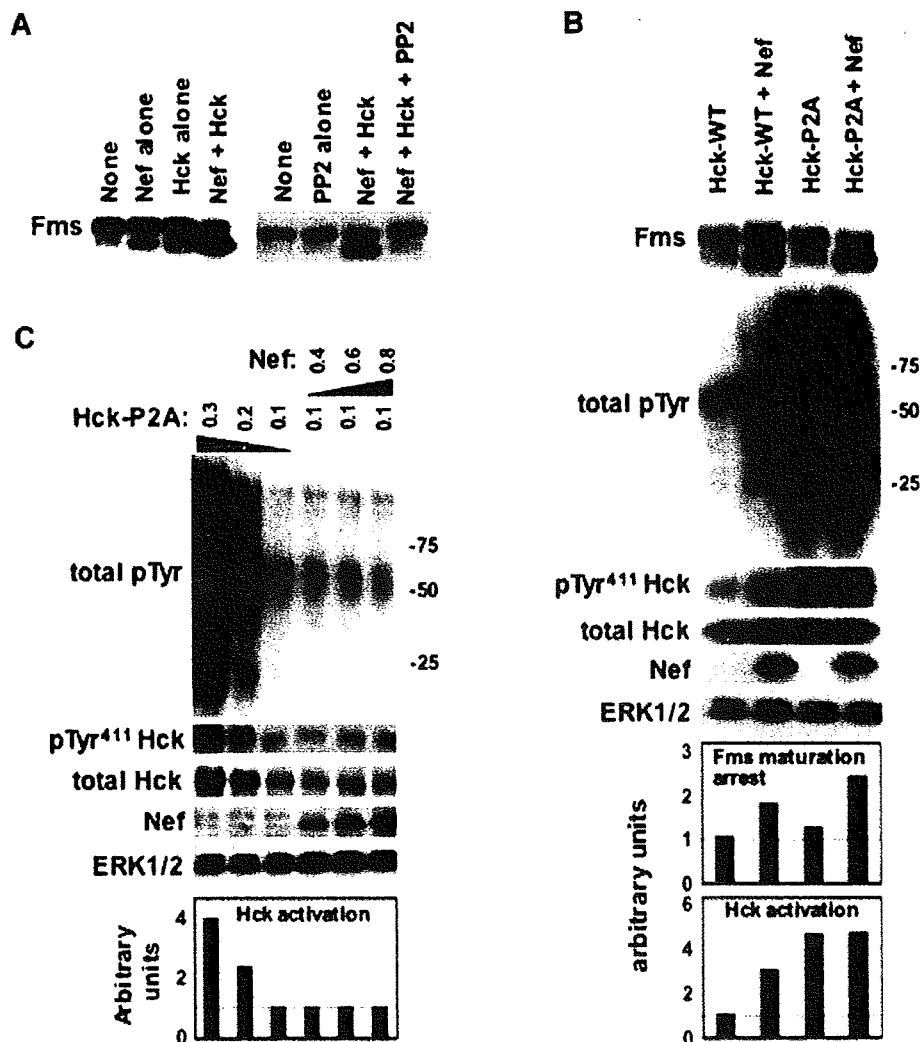 A
None
Nef alone
Hck alone
Nef + Hck
None
PP2 alone
Nef + Hck
Nef + Hck + PP2
Fms
B
Hck-WT
Hck-WT + Nef
Hck-P2A
Hck-P2A + Nef
Fms
total pTyr
-75
-50
-25
pTyr⁴¹¹ Hck
total Hck
Nef
ERK1/2
3
2
1
0
Fms maturation
arrest
6
4
2
0
Hck activation
arbitrary units
C
Nef: 0.4 0.6 0.8
Hck-P2A: 0.3 0.2 0.1 0.1 0.1 0.1
total pTyr
-75
-50
-25
pTyr⁴¹¹ Hck
total Hck
Nef
ERK1/2
4
2
0
Hck activation
Arbitrary
units